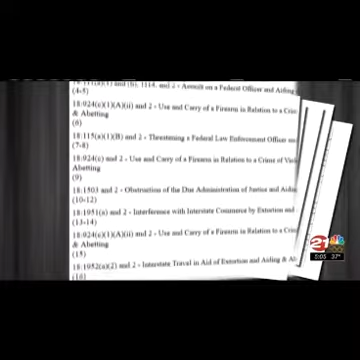 18:111(a)(1) and (b), 1114, and 2 - Assault on a Federal Officer and Aiding
(4-5)
18:924(c)(1)(A)(ii) and 2 - Use and Carry of a Firearm in Relation to a Crim
& Abetting
(6)
18:115(a)(1)(B) and 2 - Threatening a Federal Law Enforcement Officer and
(7-8)
18:924(c) and 2 - Use and Carry of a Firearm in Relation to a Crime of Viol
Abetting
(9)
18:1503 and 2 - Obstruction of the Due Administration of Justice and Aidin
(10-12)
18:1951(a) and 2 - Interference with Interstate Commerce by Extortion and
(13-14)
18:924(c)(1)(A)(ii) and 2 - Use and Carry of a Firearm in Relation to a Crim
& Abetting
(15)
18:1952(a)(2) and 2 - Interstate Travel in Aid of Extortion and Aiding & Ab
(16)
21
5:05 37°